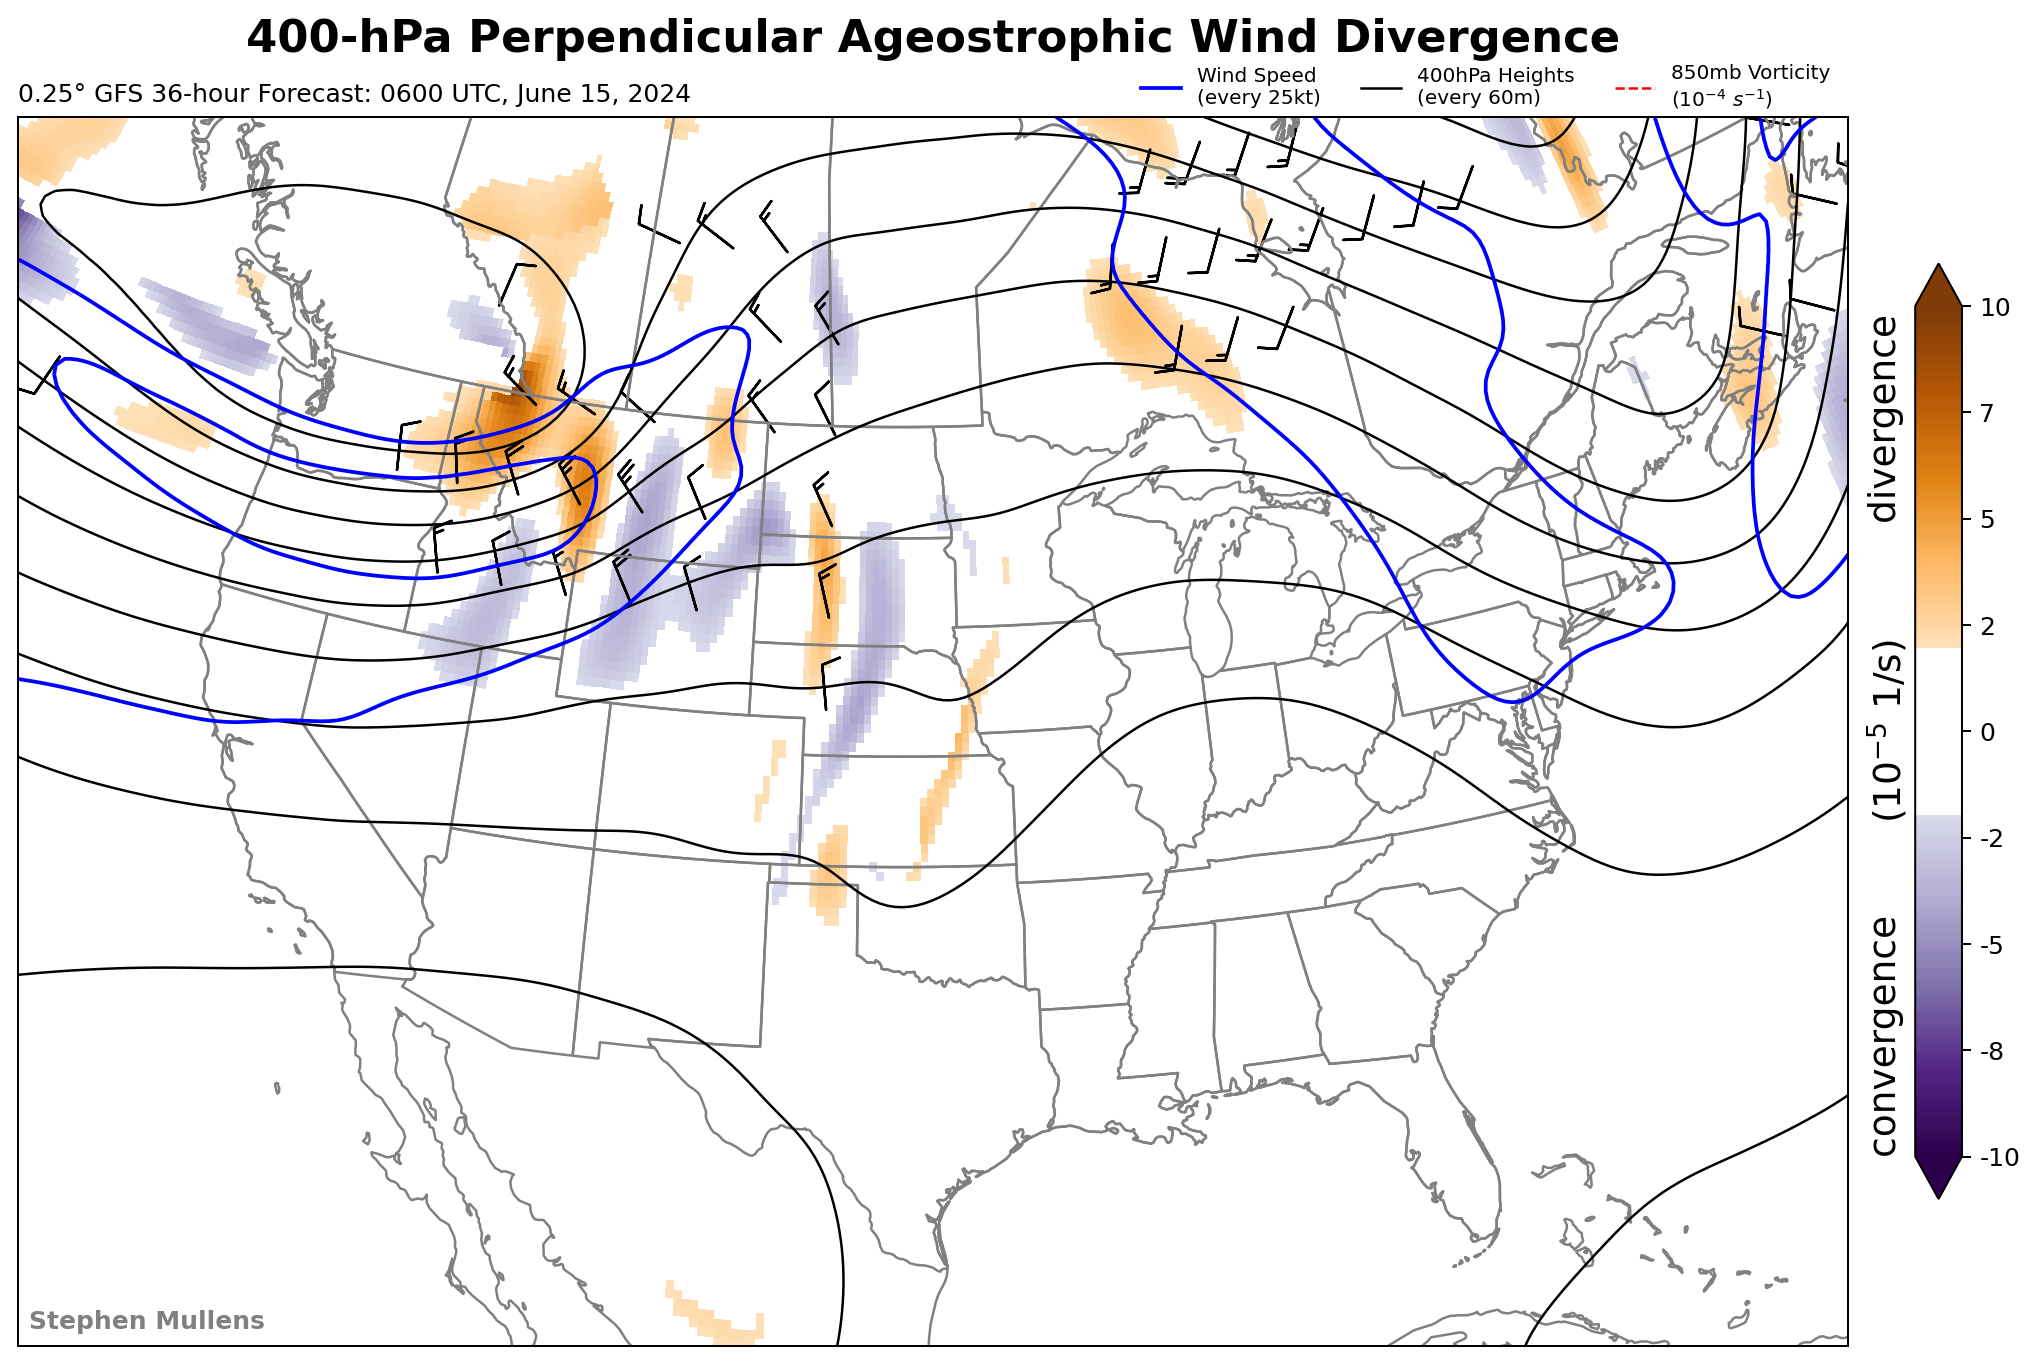 400-hPa Perpendicular Ageostrophic Wind Divergence
0.25° GFS 36-hour Forecast: 0600 UTC, June 15, 2024
Wind Speed
(every 25kt)
400hPa Heights
(every 60m)
850mb Vorticity
(10⁻⁴ s⁻¹)
10
7
5
2
0
-2
-5
-8
-10
convergence (10⁻⁵ 1/s) divergence
Stephen Mullens